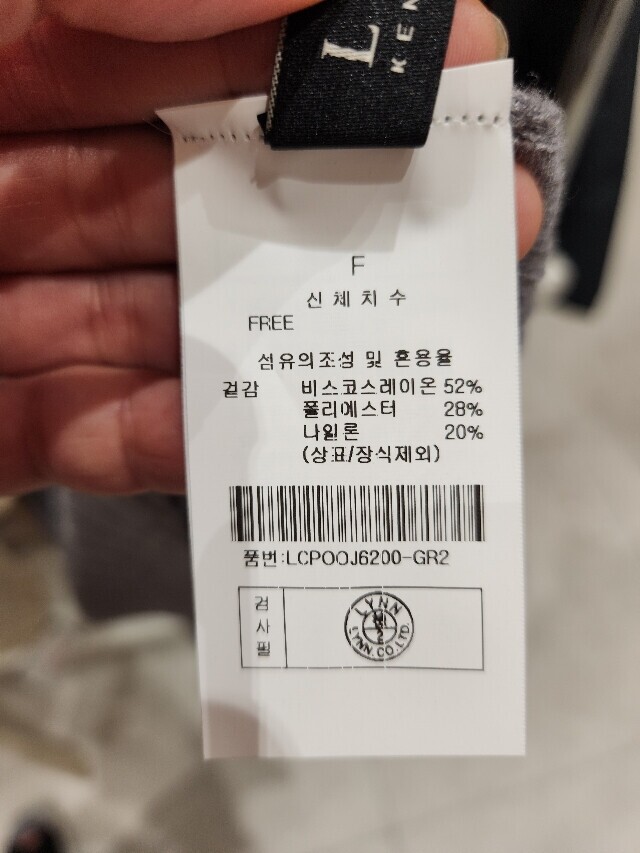 L
KEN
F
신체치수
FREE
섬유의조성 및 혼용율
겉감 비스코스레이온 52%
폴리에스터 28%
나일론 20%
(상표/장식제외)
품번:LCPOOJ6200-GR2
검사필
LYNN
2
LYNN.CO.LTD.